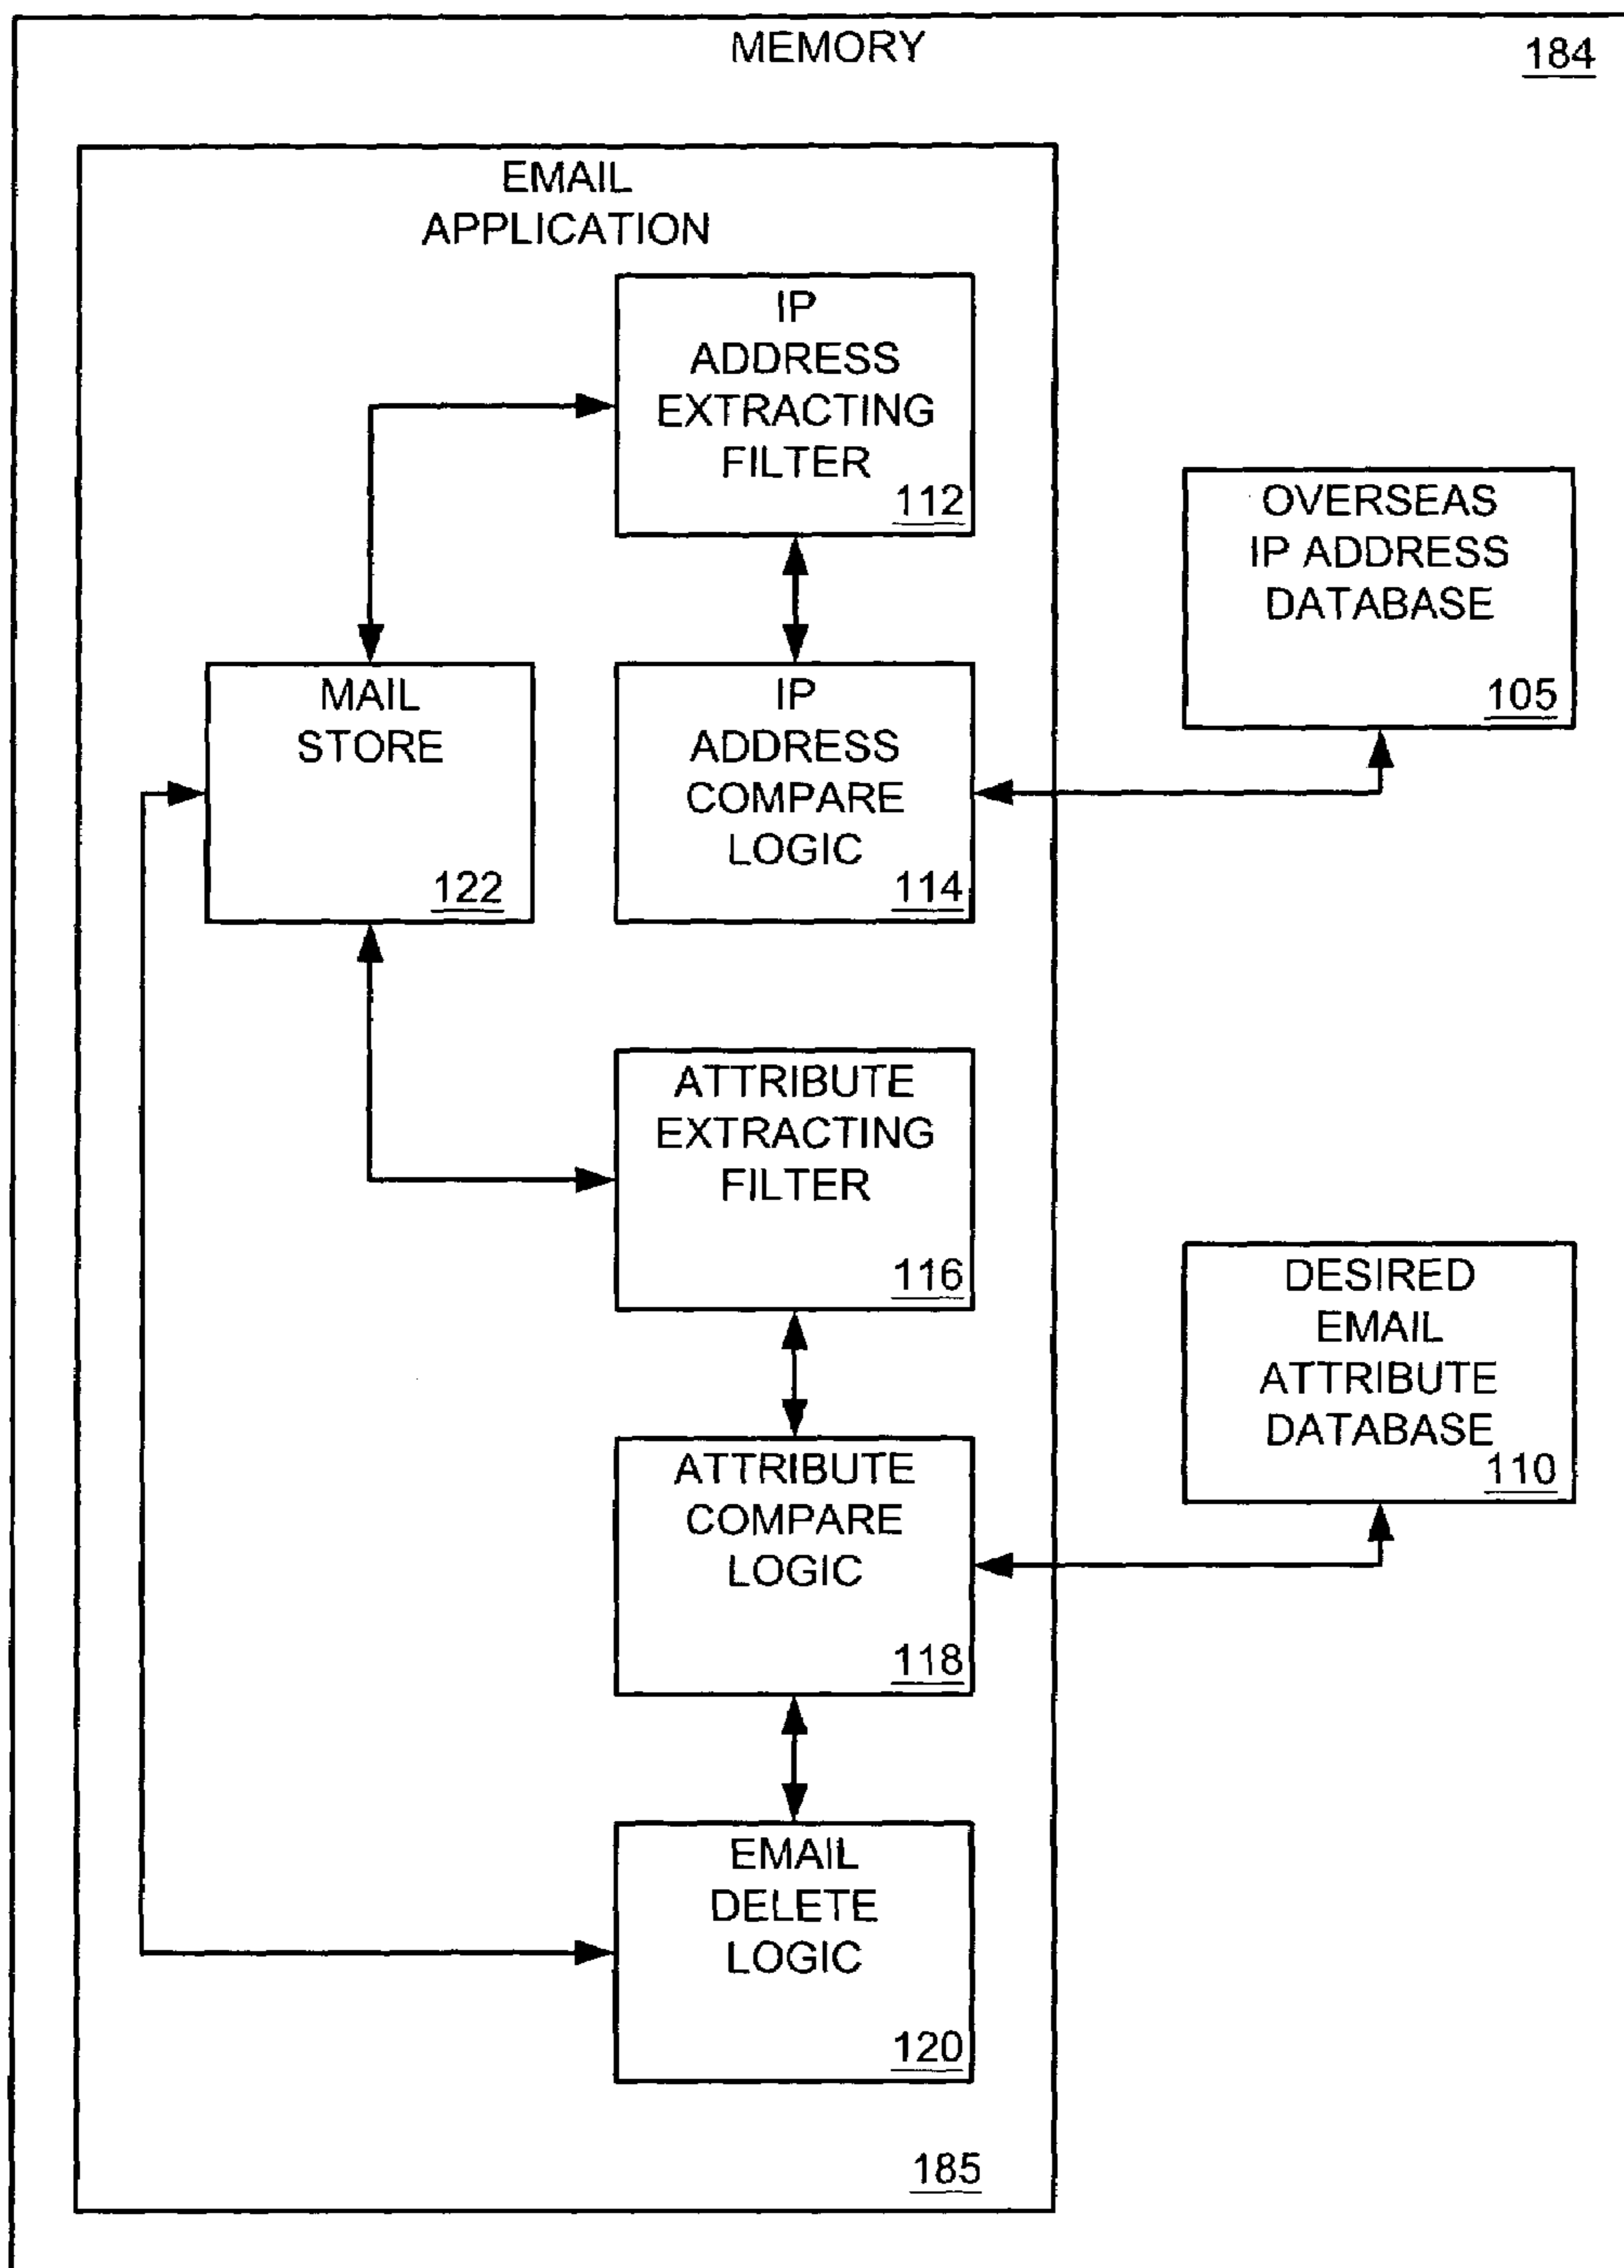 MEMORY
184
EMAIL
APPLICATION
IP
ADDRESS
EXTRACTING
FILTER
112
OVERSEAS
IP ADDRESS
DATABASE
105
MAIL
STORE
122
IP
ADDRESS
COMPARE
LOGIC
114
ATTRIBUTE
EXTRACTING
FILTER
116
DESIRED
EMAIL
ATTRIBUTE
DATABASE
110
ATTRIBUTE
COMPARE
LOGIC
118
EMAIL
DELETE
LOGIC
120
185